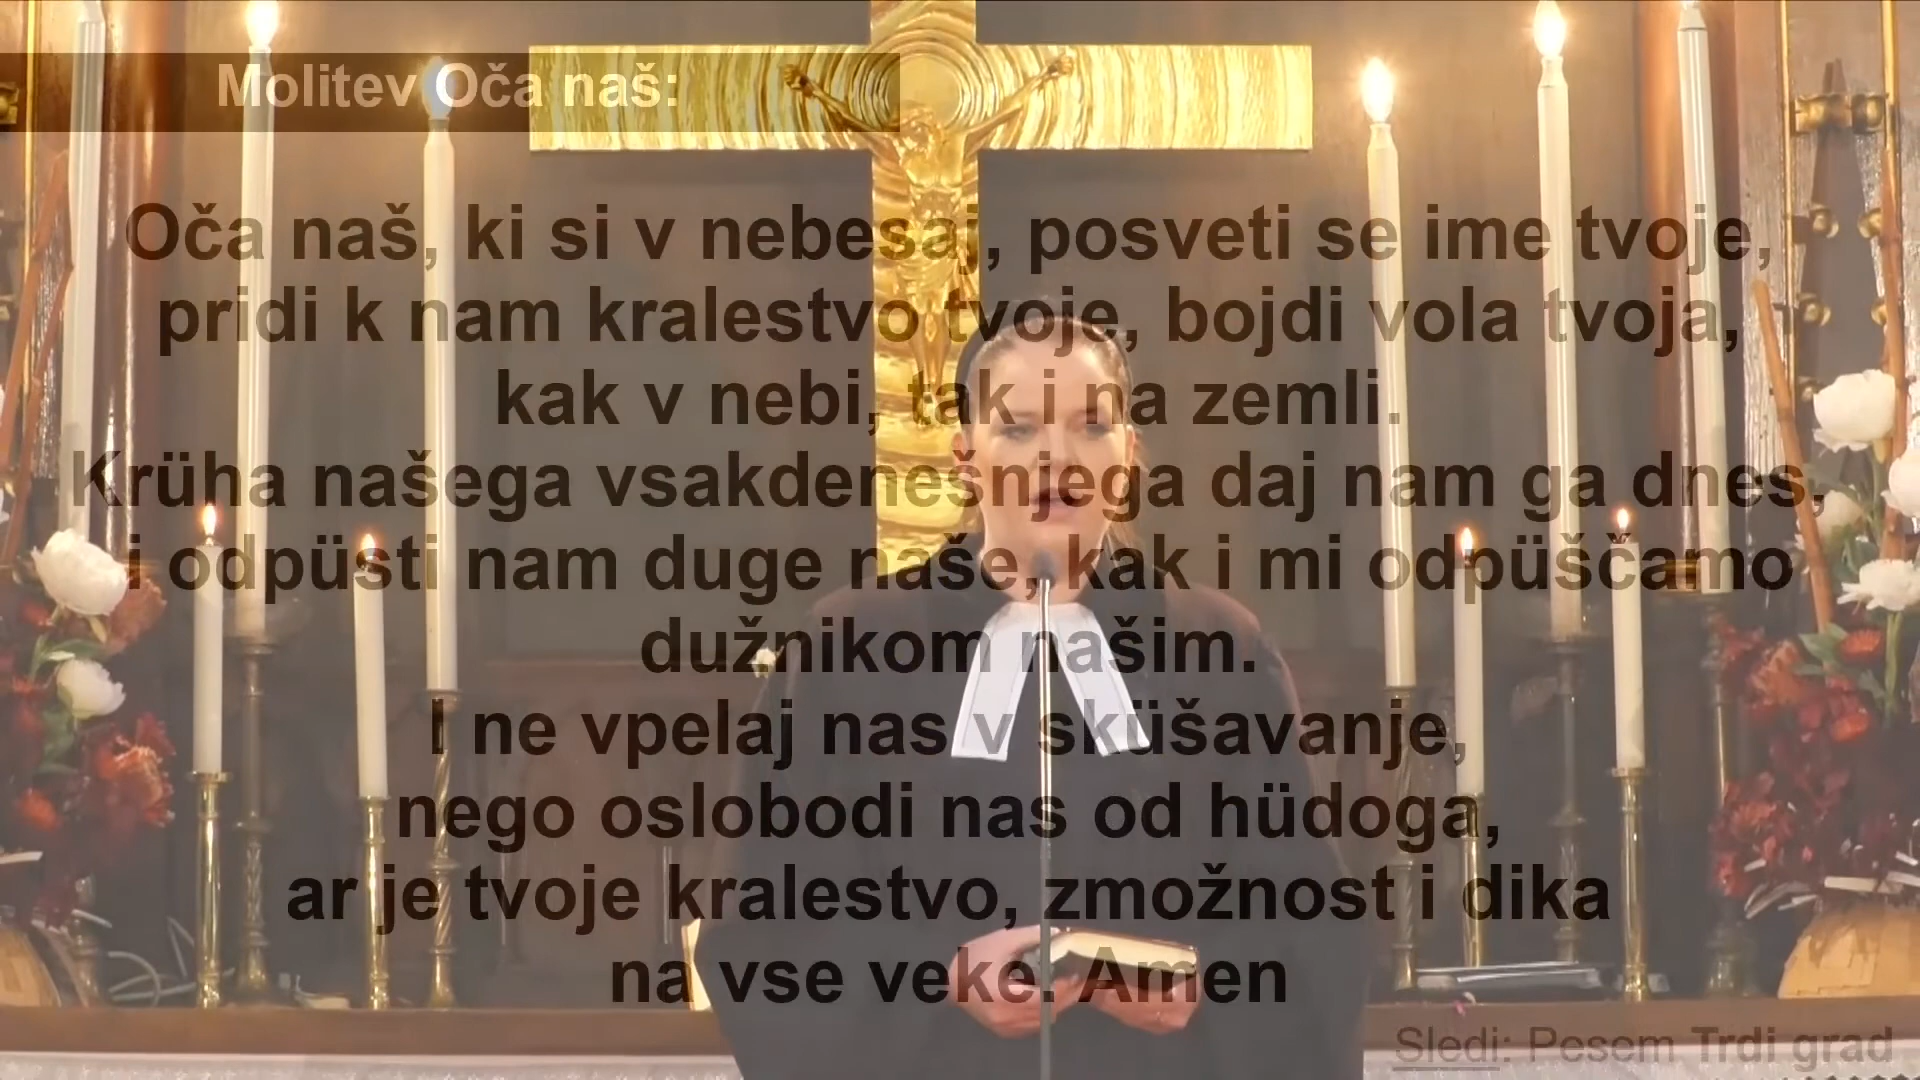 Molitev Oča naš:
Oča naš, ki si v nebesaj, posveti se ime tvoje,
pridi k nam kralestvo tvoje, bojdi vola tvoja,
kak v nebi, tak i na zemli.
Krüha našega vsakdenešnjega daj nam ga dnes,
i odpüsti nam duge naše, kak i mi odpüščamo
dužnikom našim.
I ne vpelaj nas v sküšavanje,
nego oslobodi nas od hüdoga,
ar je tvoje kralestvo, zmožnost i dika
na vse veke. Amen
Sledi: Pesem Trdi grad